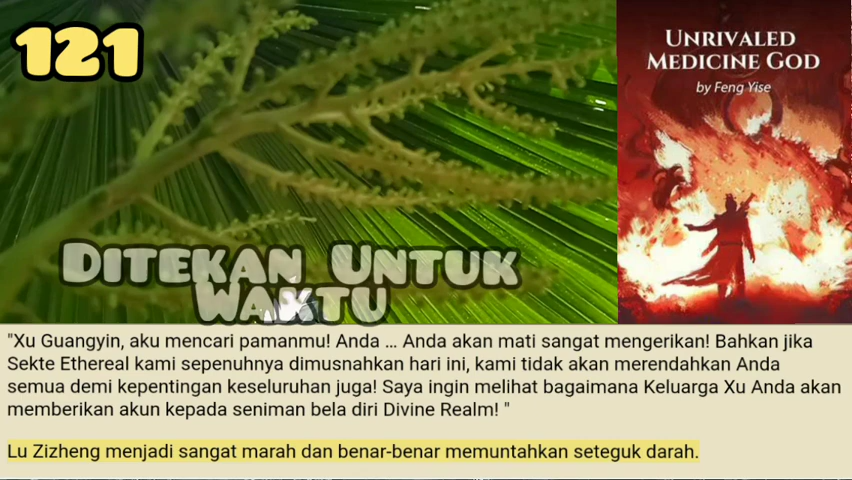 121
UNRIVALED
MEDICINE GOD
by Feng Yise
DITEKAN UNTUK
WAKTU
"Xu Guangyin, aku mencari pamanmu! Anda ... Anda akan mati sangat mengerikan! Bahkan jika
Sekte Ethereal kami sepenuhnya dimusnahkan hari ini, kami tidak akan merendahkan Anda
semua demi kepentingan keseluruhan juga! Saya ingin melihat bagaimana Keluarga Xu Anda akan
memberikan akun kepada seniman bela diri Divine Realm! "
Lu Zizheng menjadi sangat marah dan benar-benar memuntahkan seteguk darah.